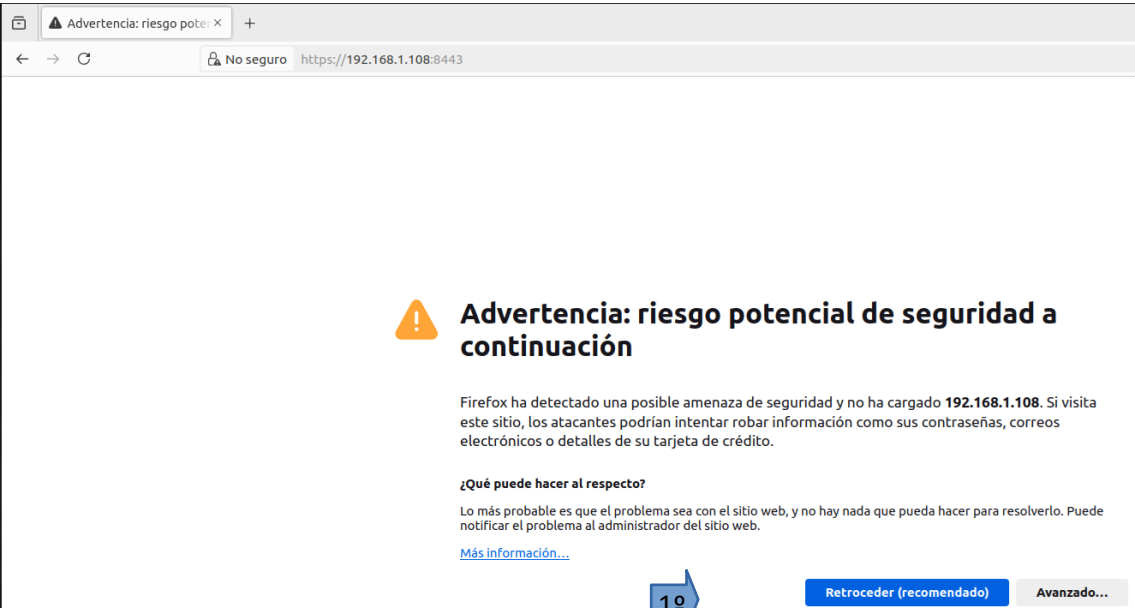 Advertencia: riesgo poten
No seguro https://192.168.1.108:8443
Advertencia: riesgo potencial de seguridad a
continuación
Firefox ha detectado una posible amenaza de seguridad y no ha cargado 192.168.1.108. Si visita
este sitio, los atacantes podrían intentar robar información como sus contraseñas, correos
electrónicos o detalles de su tarjeta de crédito.
¿Qué puede hacer al respecto?
Lo más probable es que el problema sea con el sitio web, y no hay nada que pueda hacer para resolverlo. Puede
notificar el problema al administrador del sitio web.
Más información...
1º
Retroceder (recomendado) Avanzado...